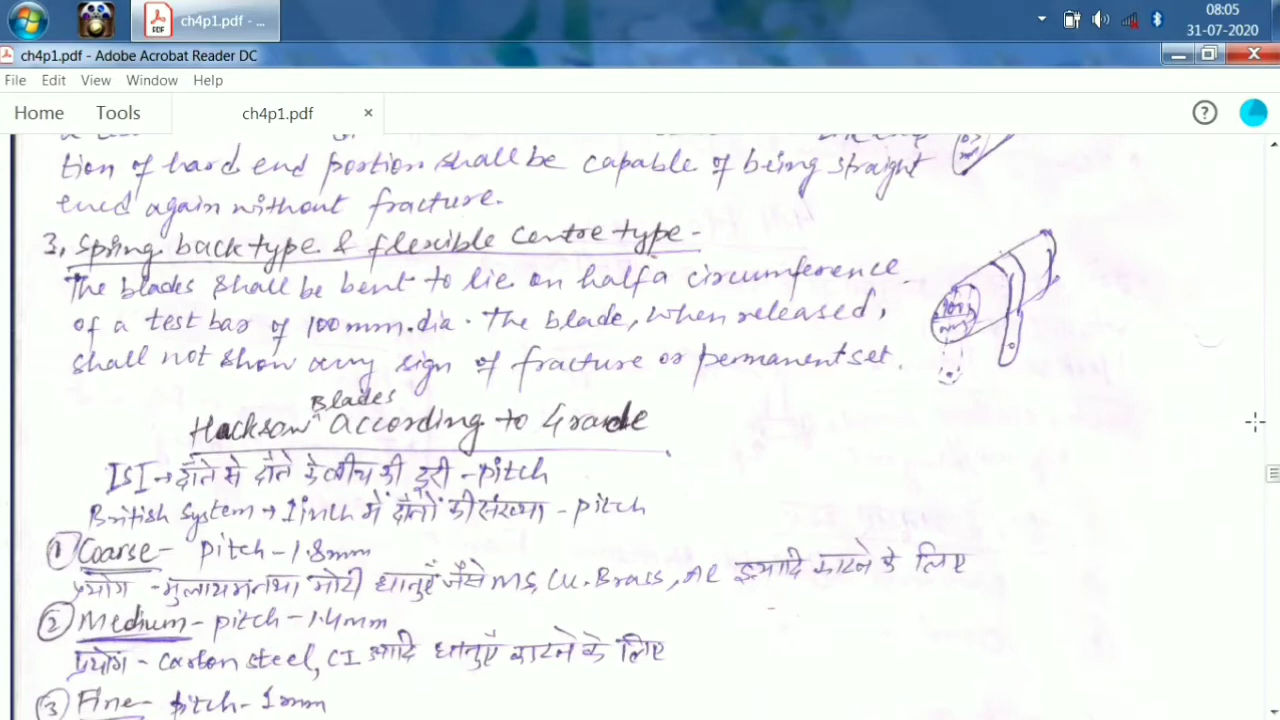 ch4p1.pdf - ...
08:05
31-07-2020
ch4p1.pdf - Adobe Acrobat Reader DC
File Edit View Window Help
Home Tools ch4p1.pdf ×
tion of hard end portion shall be capable of being straight
ened again without fracture.
3. Spring back type & flexible centre type -
The blades shall be bent to lie on half a circumference
of a test bar of 100mm. dia. The blade, when released,
shall not show any sign of fracture or permanent set.
Blades
Hacksaw According to Grade
ISI → दाँते से दाँते के बीच की दूरी - pitch
British System → 1 inch में दाँतों की संख्या - pitch
① Coarse - pitch - 1.8mm
प्रयोग - मुलायम तथा मोटी धातुएँ जैसे MS, Cu. Brass, Al इत्यादि काटने के लिए
② Medium - pitch - 1.4mm
प्रयोग - Carbon steel, CI आदि धातुएँ काटने के लिए
③ Fine - pitch - 1mm